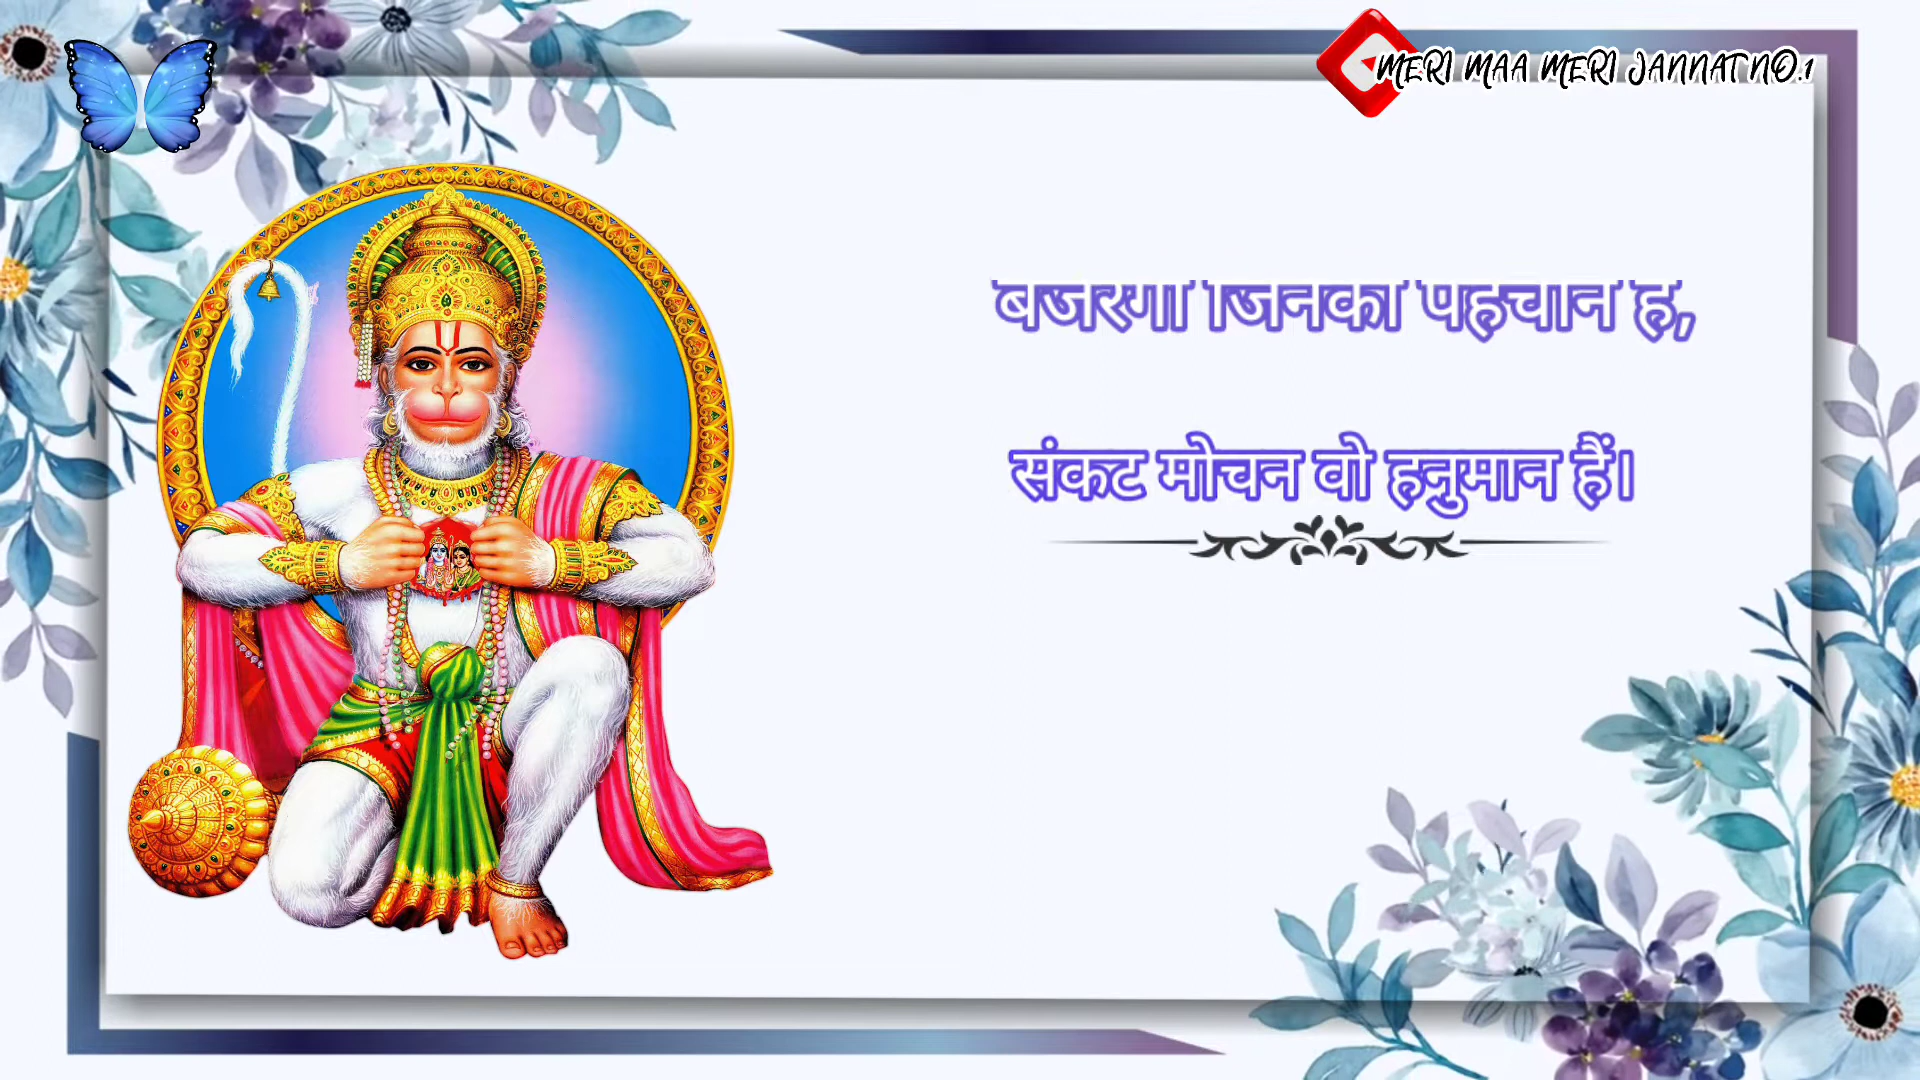 MERI MAA MERI JANNAT NO.1
बजरंगी जिनकी पहचान है,
संकट मोचन वो हनुमान हैं।